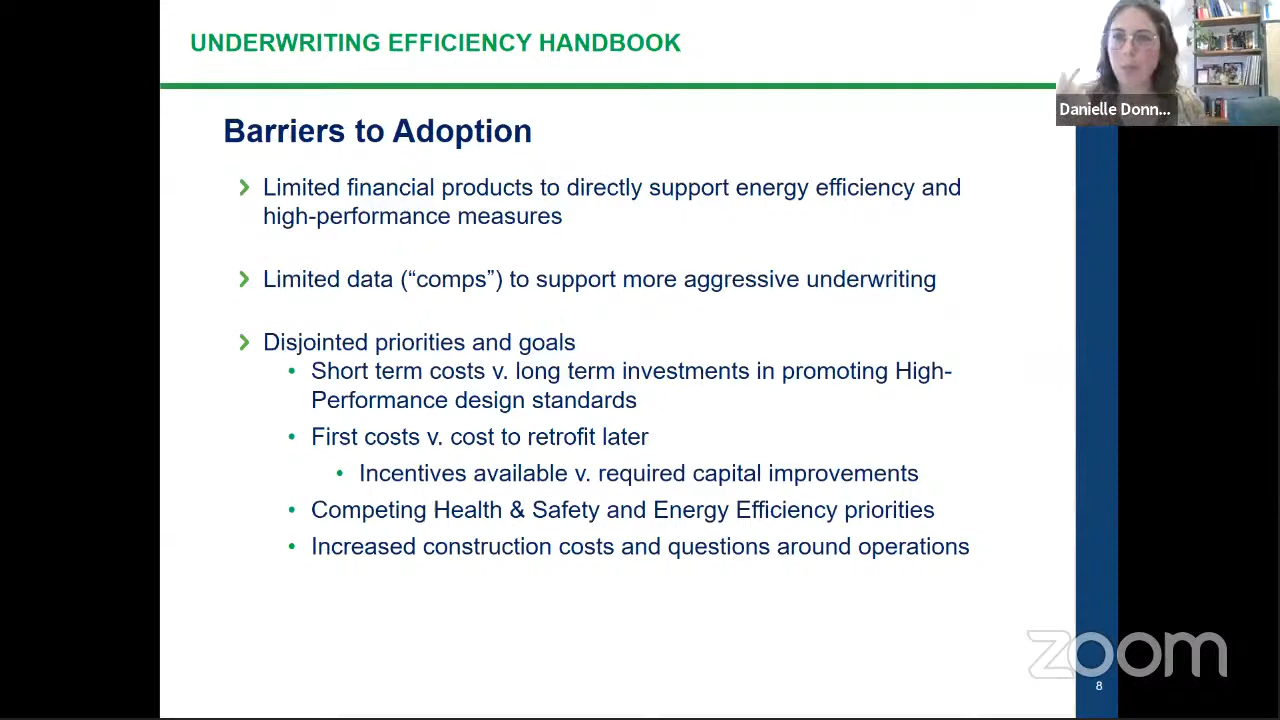 UNDERWRITING EFFICIENCY HANDBOOK
Danielle Donn...
Barriers to Adoption
Limited financial products to directly support energy efficiency and
high-performance measures
Limited data (“comps”) to support more aggressive underwriting
Disjointed priorities and goals
• Short term costs v. long term investments in promoting High-
Performance design standards
• First costs v. cost to retrofit later
• Incentives available v. required capital improvements
• Competing Health & Safety and Energy Efficiency priorities
• Increased construction costs and questions around operations
zoom
8